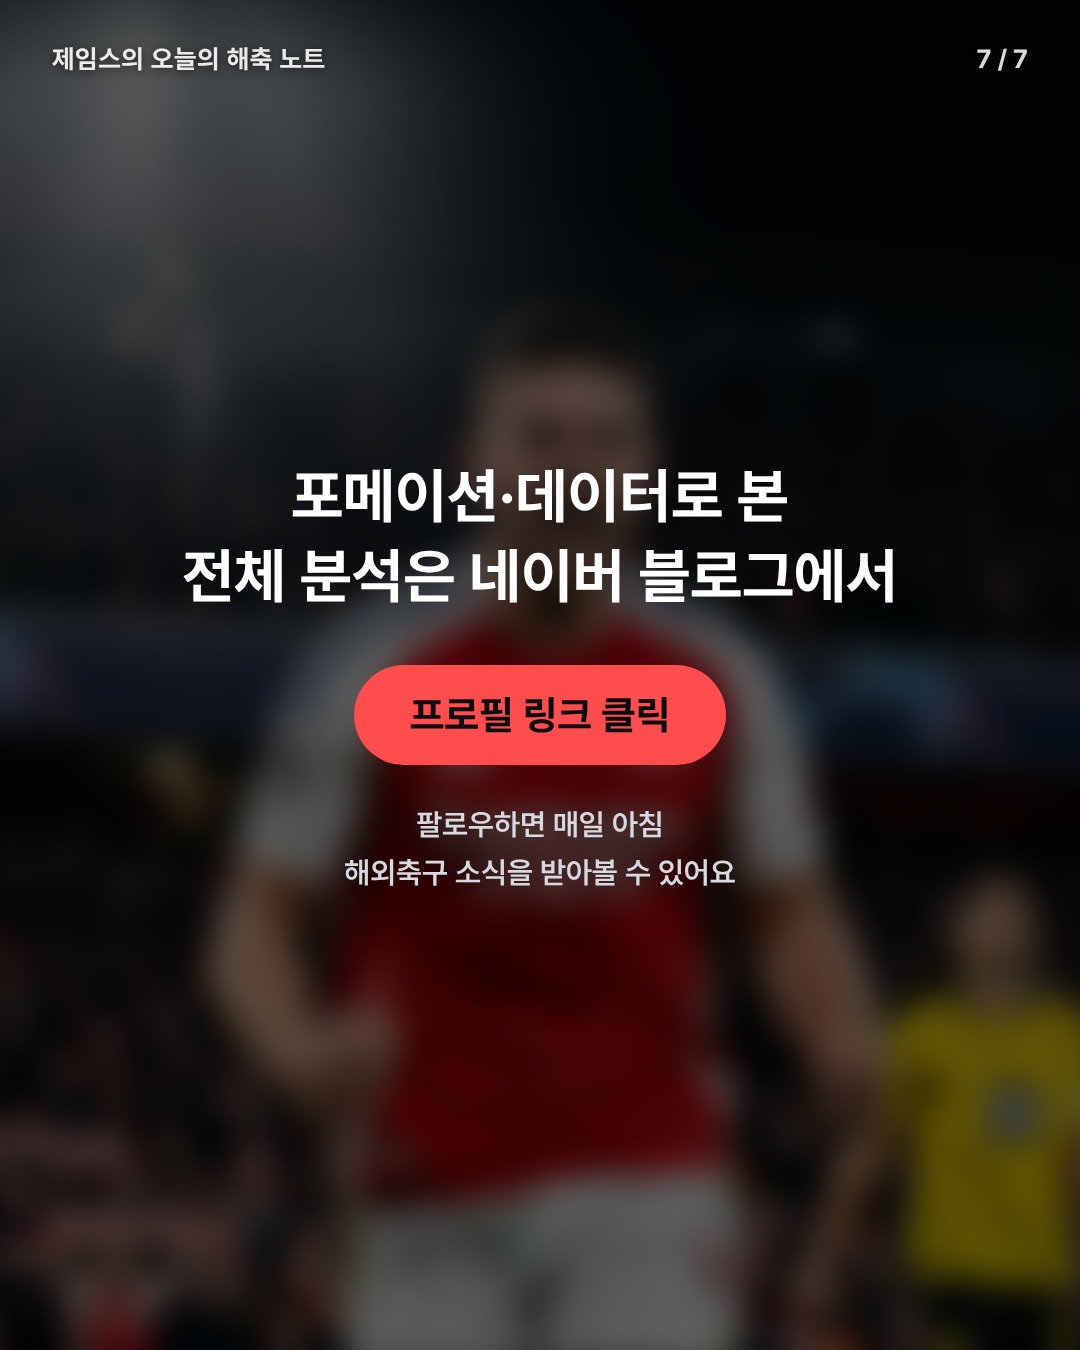 제임스의 오늘의 해축 노트
7 / 7
포메이션·데이터로 본
전체 분석은 네이버 블로그에서
프로필 링크 클릭
팔로우하면 매일 아침
해외축구 소식을 받아볼 수 있어요